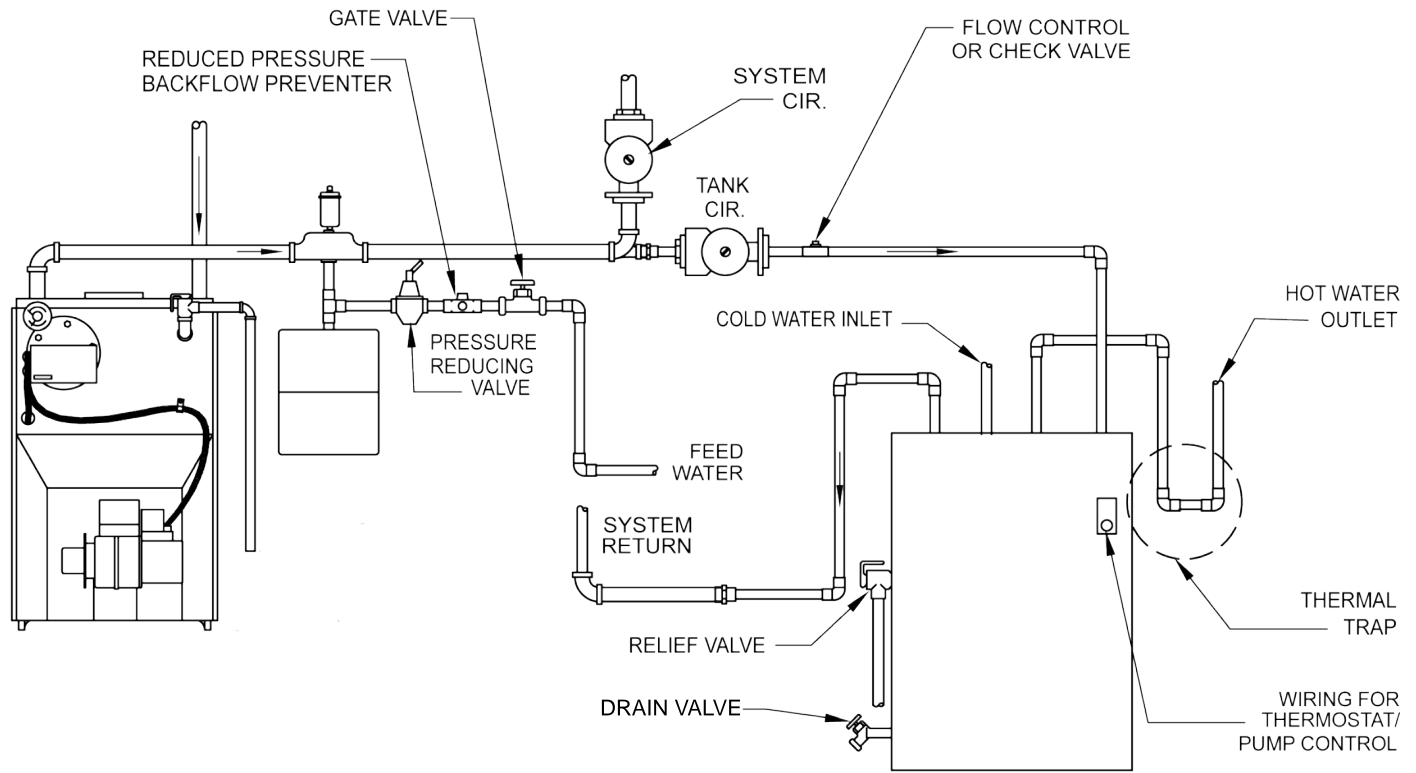 GATE VALVE
REDUCED PRESSURE
BACKFLOW PREVENTER
SYSTEM
CIR.
FLOW CONTROL
OR CHECK VALVE
TANK
CIR.
PRESSURE
REDUCING
VALVE
COLD WATER INLET
HOT WATER
OUTLET
FEED
WATER
SYSTEM
RETURN
THERMAL
TRAP
RELIEF VALVE
DRAIN VALVE
WIRING FOR
THERMOSTAT/
PUMP CONTROL